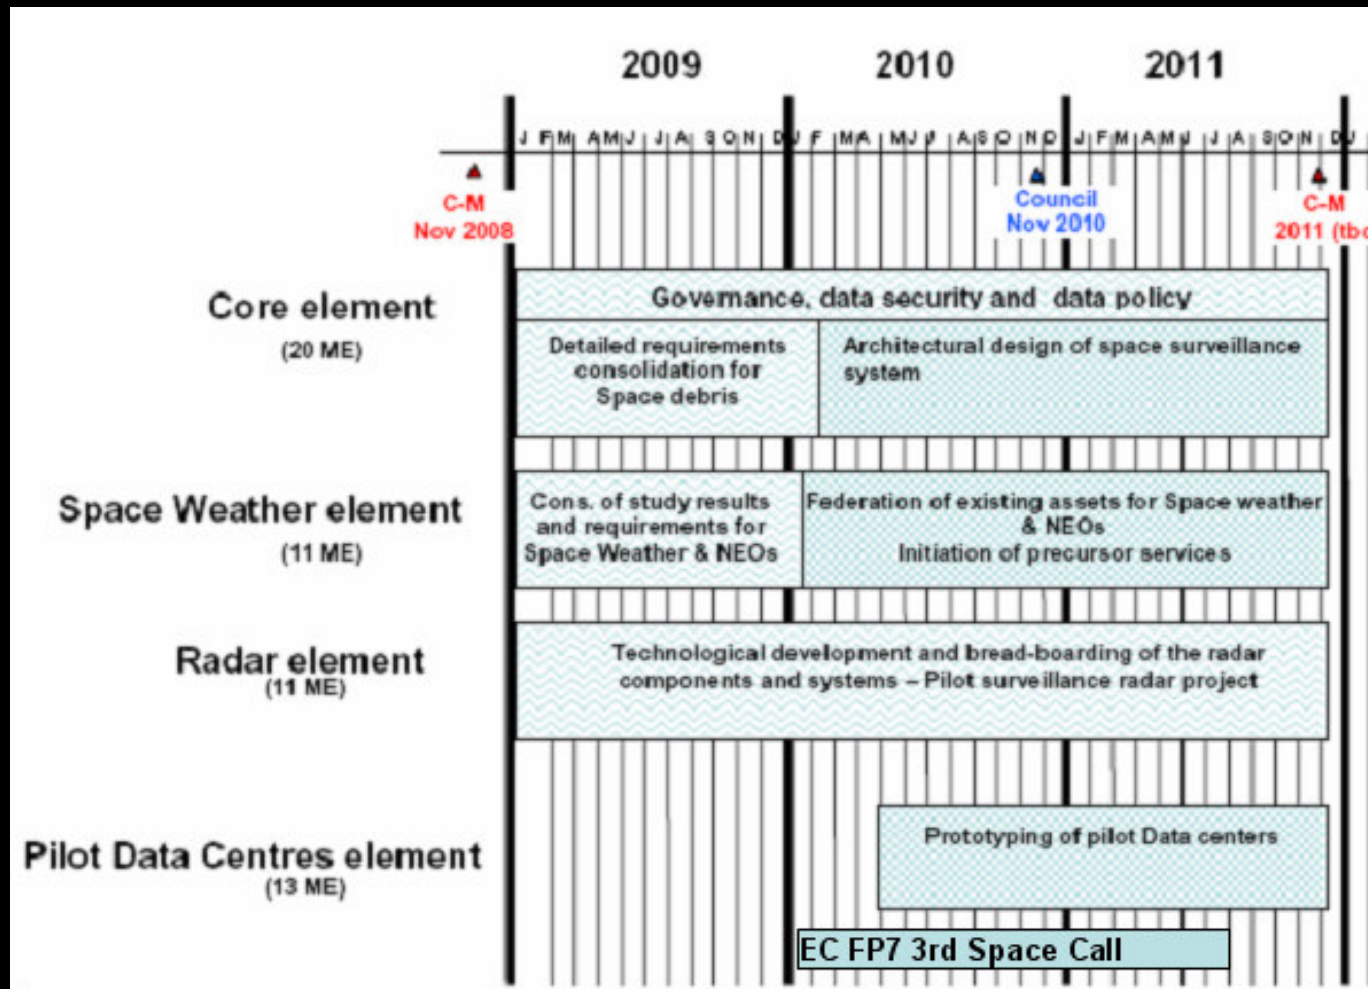 2009 2010 2011
J F M A M J J A S O N D J F M A M J J A S O N D J F M A M J J A S O N D J
C-M
Nov 2008
Council
Nov 2010
C-M
2011 (tbc
Core element
(20 ME)
Governance, data security and data policy
Detailed requirements
consolidation for
Space debris
Architectural design of space surveillance
system
Space Weather element
(11 ME)
Cons. of study results
and requirements for
Space Weather & NEOs
Federation of existing assets for Space weather
& NEOs
Initiation of precursor services
Radar element
(11 ME)
Technological development and bread-boarding of the radar
components and systems – Pilot surveillance radar project
Pilot Data Centres element
(13 ME)
Prototyping of pilot Data centers
EC FP7 3rd Space Call